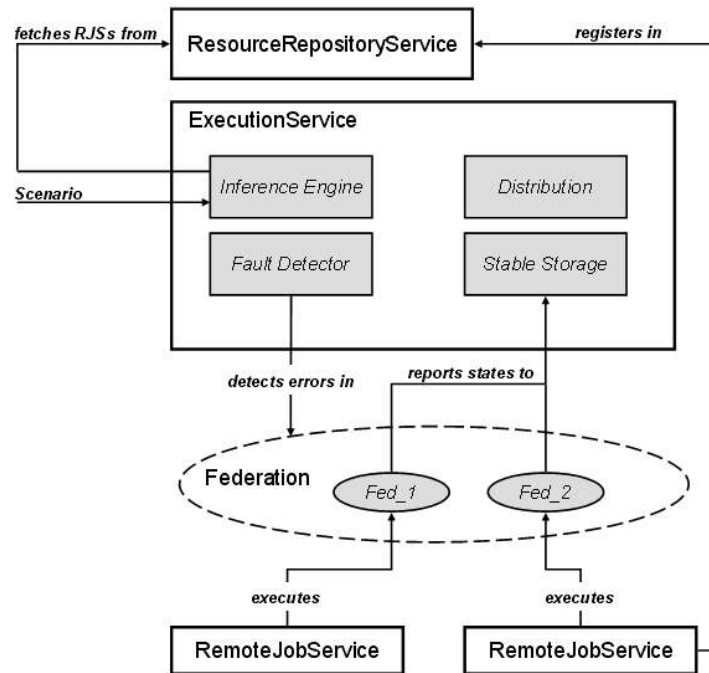 fetches RJSs from
ResourceRepositoryService
registers in
ExecutionService
Inference Engine
Distribution
Scenario
Fault Detector
Stable Storage
detects errors in
reports states to
Federation
Fed_1
Fed_2
executes
executes
RemoteJobService
RemoteJobService